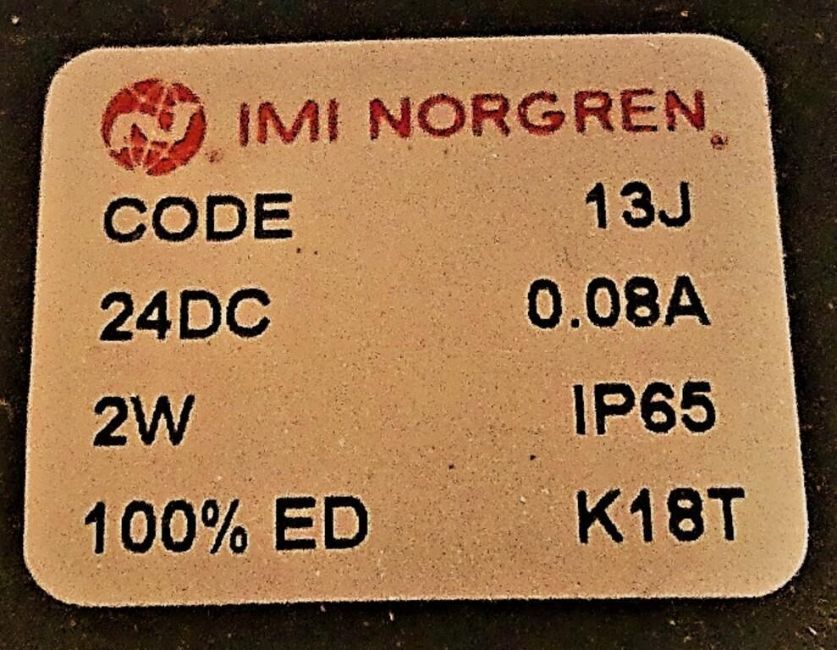 IMI NORGREN®
CODE 13J
24DC 0.08A
2W IP65
100% ED K18T